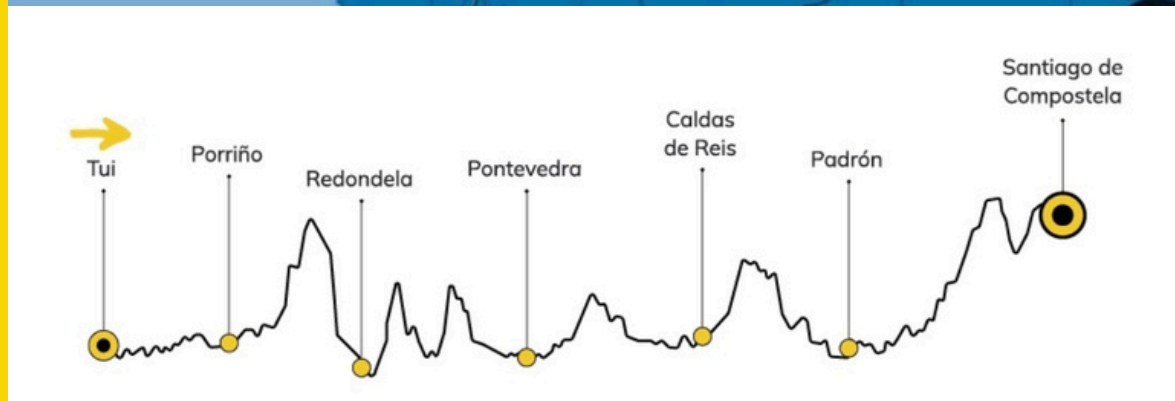 Tui
Porriño
Redondela
Pontevedra
Caldas
de Reis
Padrón
Santiago de
Compostela